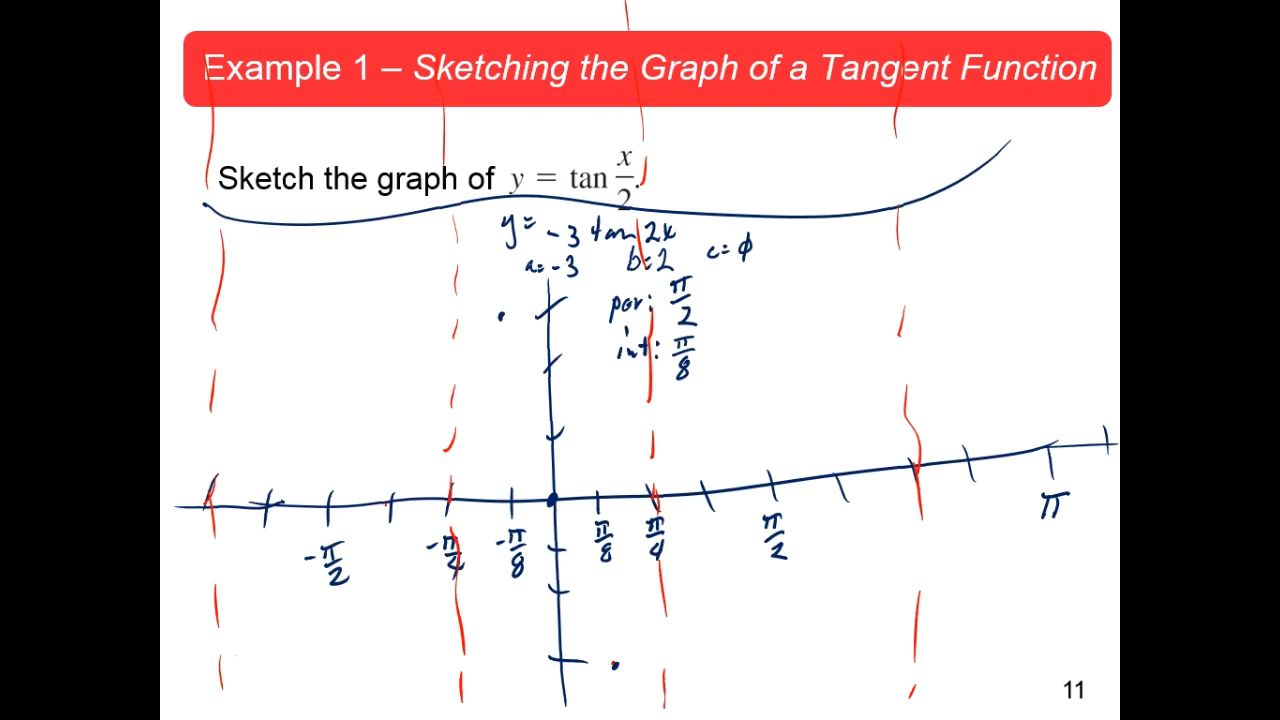 Example 1 – Sketching the Graph of a Tangent Function
Sketch the graph of y = tan x/2.
y = -3 tan 2x
a = -3 b = 2 c = ϕ
per: π/2
int: π/8
-π/2 -π/4 -π/8 π/8 π/4 π/2 π
11